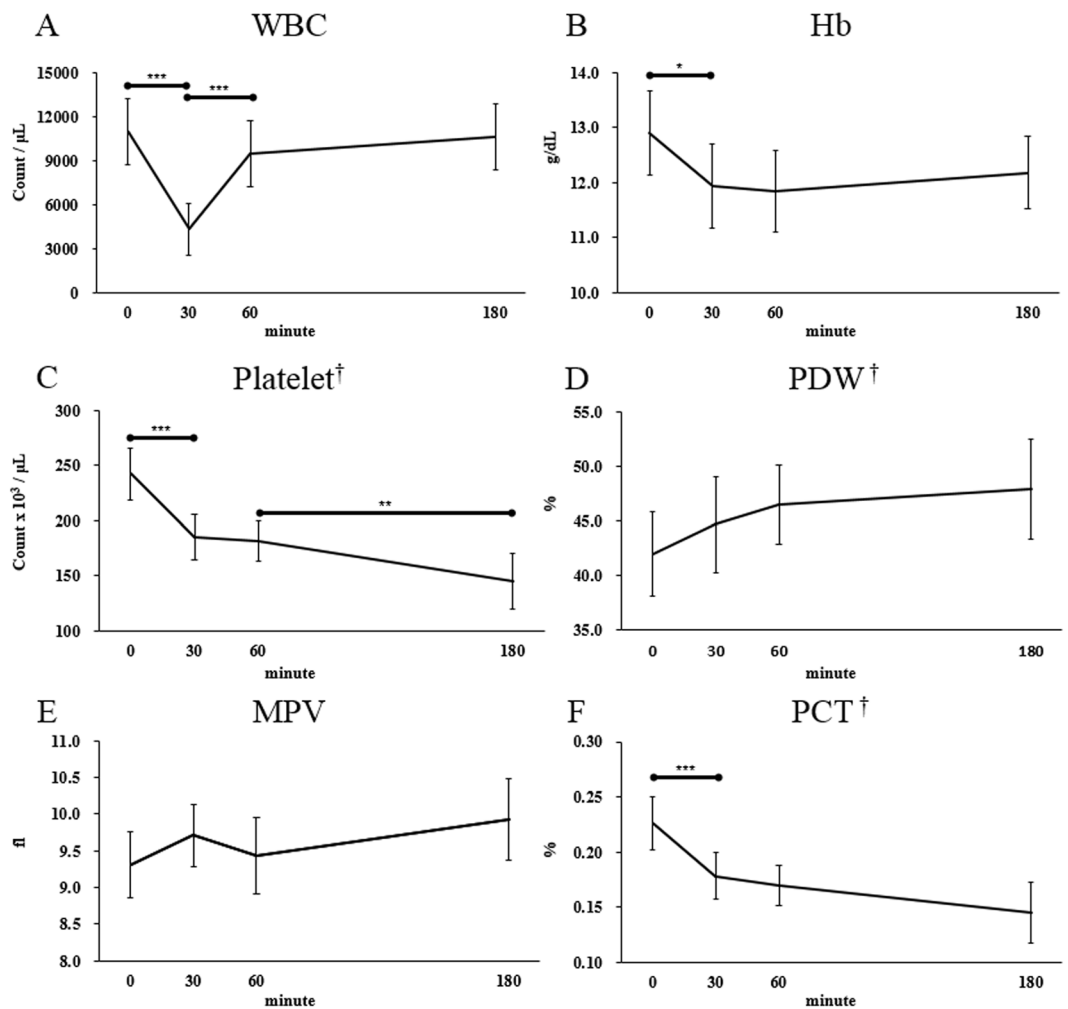 A WBC
Count / µL
15000
12000
9000
6000
3000
0
***
***
0 30 60 180
minute
B Hb
g/dL
14.0
13.0
12.0
11.0
10.0
*
0 30 60 180
minute
C Platelet†
Count x 10³ / µL
300
250
200
150
100
***
**
0 30 60 180
minute
D PDW †
%
55.0
50.0
45.0
40.0
35.0
0 30 60 180
minute
E MPV
fl
11.0
10.5
10.0
9.5
9.0
8.5
8.0
0 30 60 180
minute
F PCT †
%
0.30
0.25
0.20
0.15
0.10
***
0 30 60 180
minute